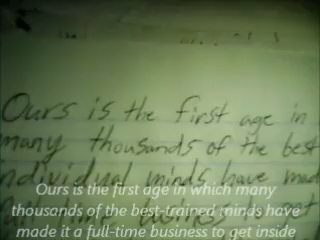 Ours is the first age in
many thousands of the best
individual minds have mad
Ours is the first age in which many
thousands of the best-trained minds have
made it a full-time business to get inside